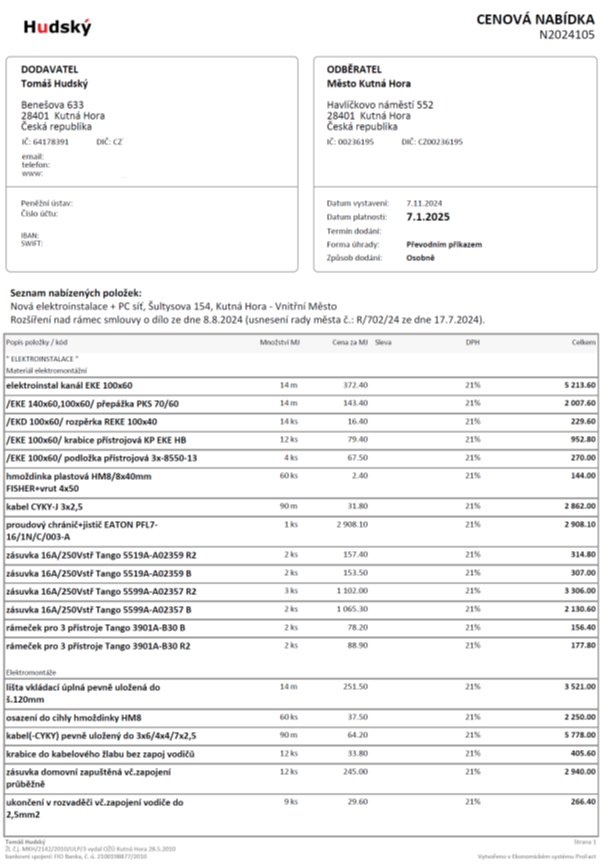 Hudský
CENOVÁ NABÍDKA
N2024105
DODAVATEL
Tomáš Hudský
Benešova 633
28401 Kutná Hora
Česká republika
IČ: 64178391 DIČ: CZ
email:
telefon:
www:
Peněžní ústav:
Číslo účtu:
IBAN:
SWIFT:
ODBĚRATEL
Město Kutná Hora
Havlíčkovo náměstí 552
28401 Kutná Hora
Česká republika
IČ: 00236195 DIČ: CZ00236195
Datum vystavení: 7.11.2024
Datum platnosti: 7.1.2025
Termín dodání:
Forma úhrady: Převodním příkazem
Způsob dodání: Osobně
Seznam nabízených položek:
Nová elektroinstalace + PC síť, Šultysova 154, Kutná Hora - Vnitřní Město
Rozšíření nad rámec smlouvy o dílo ze dne 8.8.2024 (usnesení rady města č.: R/702/24 ze dne 17.7.2024).
Popis položky / kód Množství MJ Cena za MJ Sleva DPH Celkem
" ELEKTROINSTALACE "
Materiál elektromontážní
elektroinstal kanál EKE 100x60 14 m 372.40 21% 5 213.60
/EKE 140x60,100x60/ přepážka PKS 70/60 14 m 143.40 21% 2 007.60
/EKD 100x60/ rozpěrka REKE 100x40 14 ks 16.40 21% 229.60
/EKE 100x60/ krabice přístrojová KP EKE HB 12 ks 79.40 21% 952.80
/EKE 100x60/ podložka přístrojová 3x-8550-13 4 ks 67.50 21% 270.00
hmoždinka plastová HM8/8x40mm 60 ks 2.40 21% 144.00
FISHER+vrut 4x50
kabel CYKY-J 3x2,5 90 m 31.80 21% 2 862.00
proudový chránič+jistič EATON PFL7- 1 ks 2 908.10 21% 2 908.10
16/1N/C/003-A
zásuvka 16A/250Vstř Tango 5519A-A02359 R2 2 ks 157.40 21% 314.80
zásuvka 16A/250Vstř Tango 5519A-A02359 B 2 ks 153.50 21% 307.00
zásuvka 16A/250Vstř Tango 5599A-A02357 R2 3 ks 1 102.00 21% 3 306.00
zásuvka 16A/250Vstř Tango 5599A-A02357 B 2 ks 1 065.30 21% 2 130.60
rámeček pro 3 přístroje Tango 3901A-B30 B 2 ks 78.20 21% 156.40
rámeček pro 3 přístroje Tango 3901A-B30 R2 2 ks 88.90 21% 177.80
Elektromontáže
lišta vkládací úplná pevně uložená do 14 m 251.50 21% 3 521.00
š.120mm
osazení do cihly hmoždinky HM8 60 ks 37.50 21% 2 250.00
kabel(-CYKY) pevně uložený do 3x6/4x4/7x2,5 90 m 64.20 21% 5 778.00
krabice do kabelového žlabu bez zapoj vodičů 12 ks 33.80 21% 405.60
zásuvka domovní zapuštěná vč.zapojení 12 ks 245.00 21% 2 940.00
průběžně
ukončení v rozvaděči vč.zapojení vodiče do 9 ks 29.60 21% 266.40
2,5mm2
Tomáš Hudský Strana 1
bankovní spojení: FIO Banka, č. ú. Vytvořeno v Ekonomickém systému ProFact